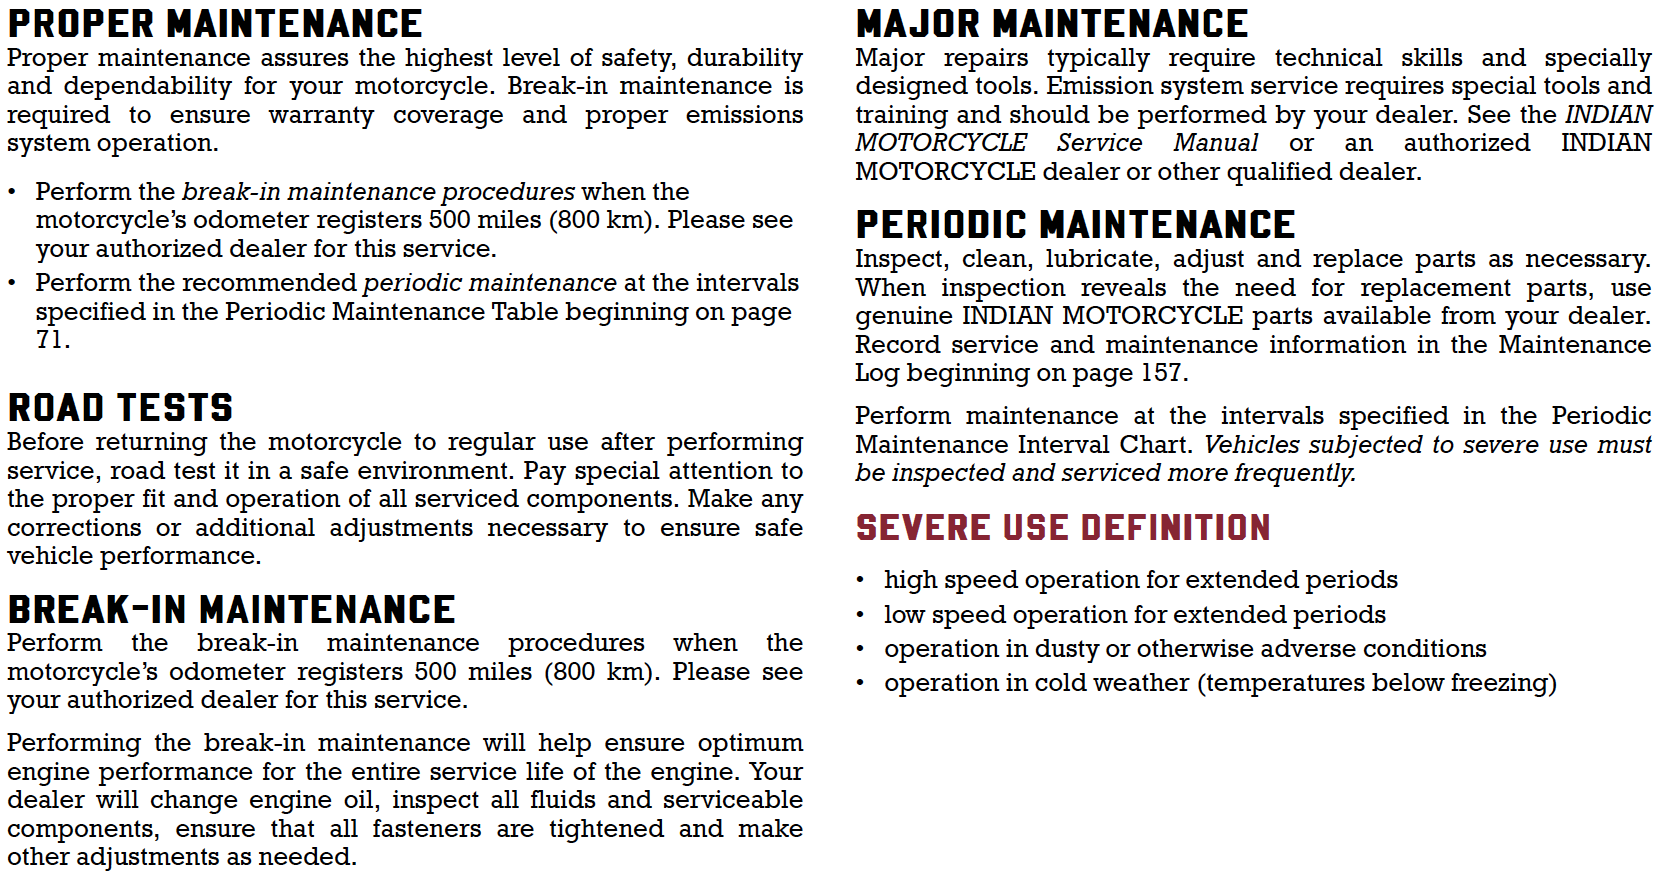 PROPER MAINTENANCE
Proper maintenance assures the highest level of safety, durability
and dependability for your motorcycle. Break-in maintenance is
required to ensure warranty coverage and proper emissions
system operation.
• Perform the break-in maintenance procedures when the
motorcycle’s odometer registers 500 miles (800 km). Please see
your authorized dealer for this service.
• Perform the recommended periodic maintenance at the intervals
specified in the Periodic Maintenance Table beginning on page
71.
ROAD TESTS
Before returning the motorcycle to regular use after performing
service, road test it in a safe environment. Pay special attention to
the proper fit and operation of all serviced components. Make any
corrections or additional adjustments necessary to ensure safe
vehicle performance.
BREAK-IN MAINTENANCE
Perform the break-in maintenance procedures when the
motorcycle’s odometer registers 500 miles (800 km). Please see
your authorized dealer for this service.
Performing the break-in maintenance will help ensure optimum
engine performance for the entire service life of the engine. Your
dealer will change engine oil, inspect all fluids and serviceable
components, ensure that all fasteners are tightened and make
other adjustments as needed.
MAJOR MAINTENANCE
Major repairs typically require technical skills and specially
designed tools. Emission system service requires special tools and
training and should be performed by your dealer. See the INDIAN
MOTORCYCLE Service Manual or an authorized INDIAN
MOTORCYCLE dealer or other qualified dealer.
PERIODIC MAINTENANCE
Inspect, clean, lubricate, adjust and replace parts as necessary.
When inspection reveals the need for replacement parts, use
genuine INDIAN MOTORCYCLE parts available from your dealer.
Record service and maintenance information in the Maintenance
Log beginning on page 157.
Perform maintenance at the intervals specified in the Periodic
Maintenance Interval Chart. Vehicles subjected to severe use must
be inspected and serviced more frequently.
SEVERE USE DEFINITION
• high speed operation for extended periods
• low speed operation for extended periods
• operation in dusty or otherwise adverse conditions
• operation in cold weather (temperatures below freezing)